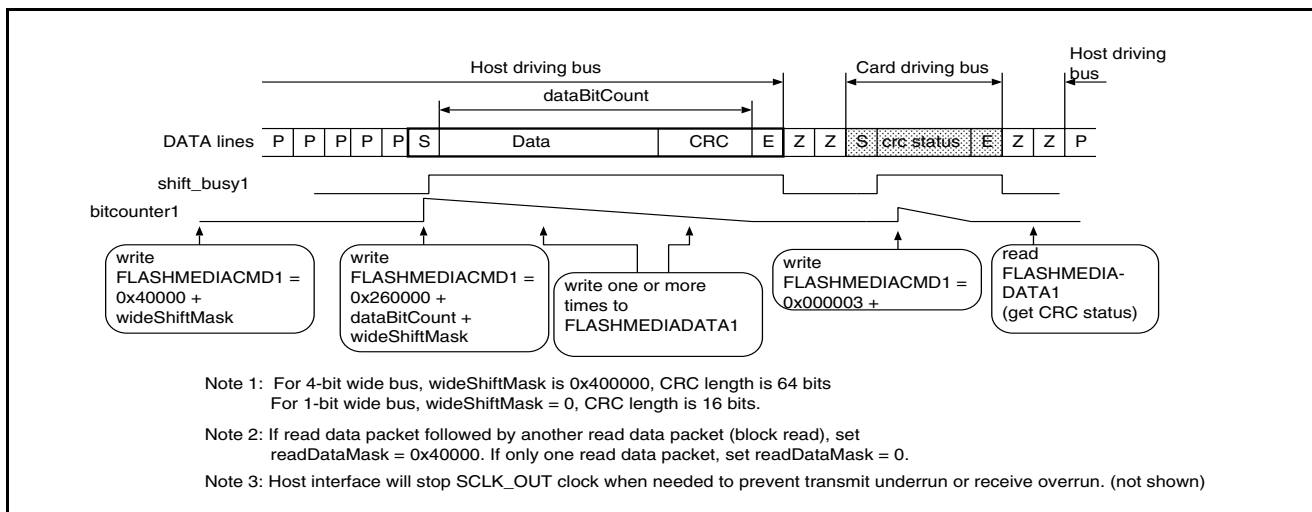 Host driving bus
Card driving bus
Host driving
bus
dataBitCount
DATA lines P P P P P S Data CRC E Z Z S crc status E Z Z P
shift_busy1
bitcounter1
write
FLASHMEDIACMD1 =
0x40000 +
wideShiftMask
write
FLASHMEDIACMD1 =
0x260000 +
dataBitCount +
wideShiftMask
write one or more
times to
FLASHMEDIADATA1
write
FLASHMEDIACMD1 =
0x000003 +
read
FLASHMEDIA-
DATA1
(get CRC status)
Note 1: For 4-bit wide bus, wideShiftMask is 0x400000, CRC length is 64 bits
For 1-bit wide bus, wideShiftMask = 0, CRC length is 16 bits.
Note 2: If read data packet followed by another read data packet (block read), set
readDataMask = 0x40000. If only one read data packet, set readDataMask = 0.
Note 3: Host interface will stop SCLK_OUT clock when needed to prevent transmit underrun or receive overrun. (not shown)